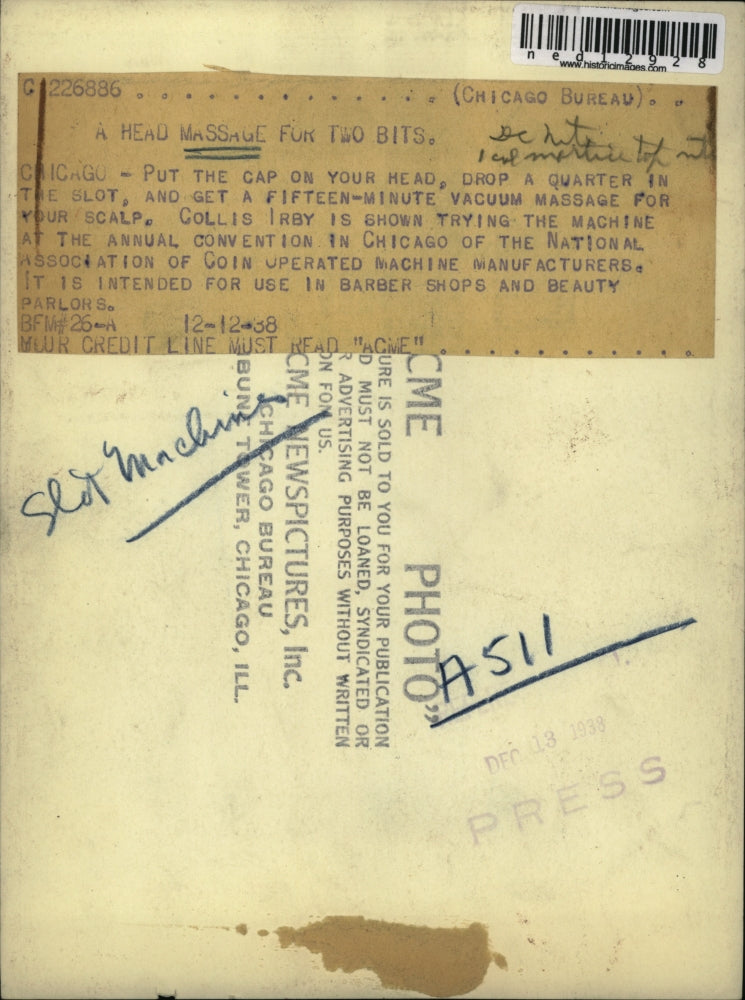 ned12928
www.historicimages.com
C 226886 . . . . . . . . . . . . . (CHICAGO BUREAU). .
A HEAD MASSAGE FOR TWO BITS.
CHICAGO - PUT THE CAP ON YOUR HEAD, DROP A QUARTER IN
THE SLOT, AND GET A FIFTEEN-MINUTE VACUUM MASSAGE FOR
YOUR SCALP. COLLIS IRBY IS SHOWN TRYING THE MACHINE
AT THE ANNUAL CONVENTION IN CHICAGO OF THE NATIONAL
ASSOCIATION OF COIN OPERATED MACHINE MANUFACTURERS.
IT IS INTENDED FOR USE IN BARBER SHOPS AND BEAUTY
PARLORS.
BFM#26-A 12-12-38
YOUR CREDIT LINE MUST READ "ACME" . . . . . . . . .
Slot Machine
CME PHOTO"
URE IS SOLD TO YOU FOR YOUR PUBLICATION
D MUST NOT BE LOANED, SYNDICATED OR
R ADVERTISING PURPOSES WITHOUT WRITTEN
ON FOM US.
CME NEWSPICTURES, Inc.
CHICAGO BUREAU
BUNE TOWER, CHICAGO, ILL.
A511
DEC 13 1938
PRESS